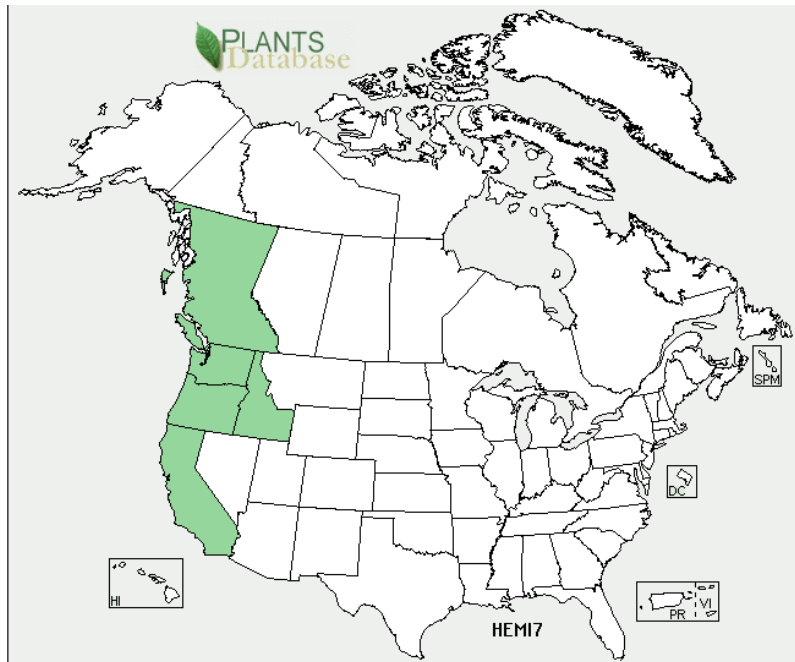 PLANTS
Database
SPM
DC
HI
PR
VI
HEMI7